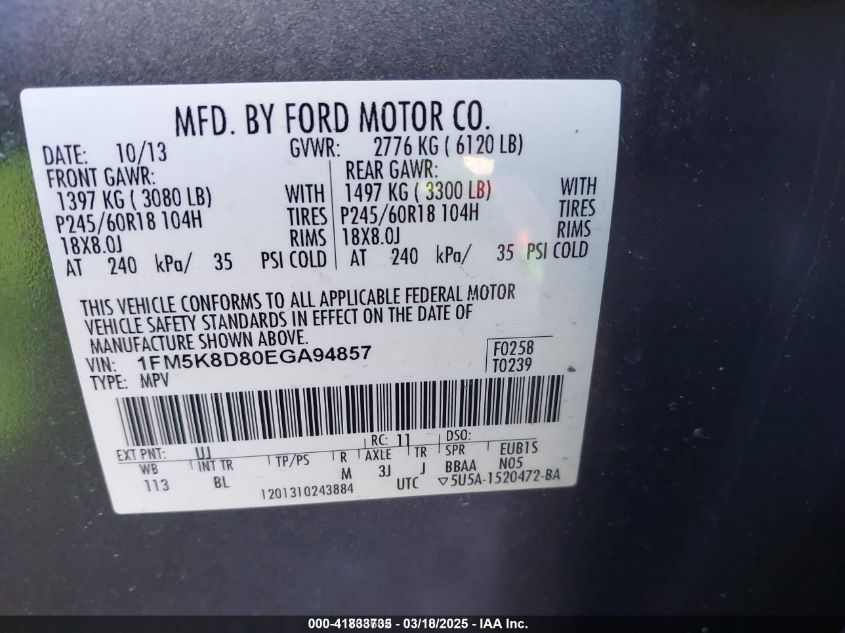 MFD. BY FORD MOTOR CO.
DATE: 10/13 GVWR: 2776 KG ( 6120 LB)
FRONT GAWR: REAR GAWR:
1397 KG ( 3080 LB) WITH 1497 KG ( 3300 LB) WITH
P245/60R18 104H TIRES P245/60R18 104H TIRES
18X8.0J RIMS 18X8.0J RIMS
AT 240 kPa/ 35 PSI COLD AT 240 kPa/ 35 PSI COLD
THIS VEHICLE CONFORMS TO ALL APPLICABLE FEDERAL MOTOR
VEHICLE SAFETY STANDARDS IN EFFECT ON THE DATE OF
MANUFACTURE SHOWN ABOVE.
VIN: 1FM5K8D80EGA94857 F0258
TYPE: MPV T0239
EXT PNT: UJ RC: 11 DSO:
WB INT TR TP/PS R AXLE TR SPR EUB1S
113 BL M 3J J BBAA N05
1201310243884 UTC ▽5U5A-1520472-BA
000-41833735 03/18/2025 - IAA Inc.